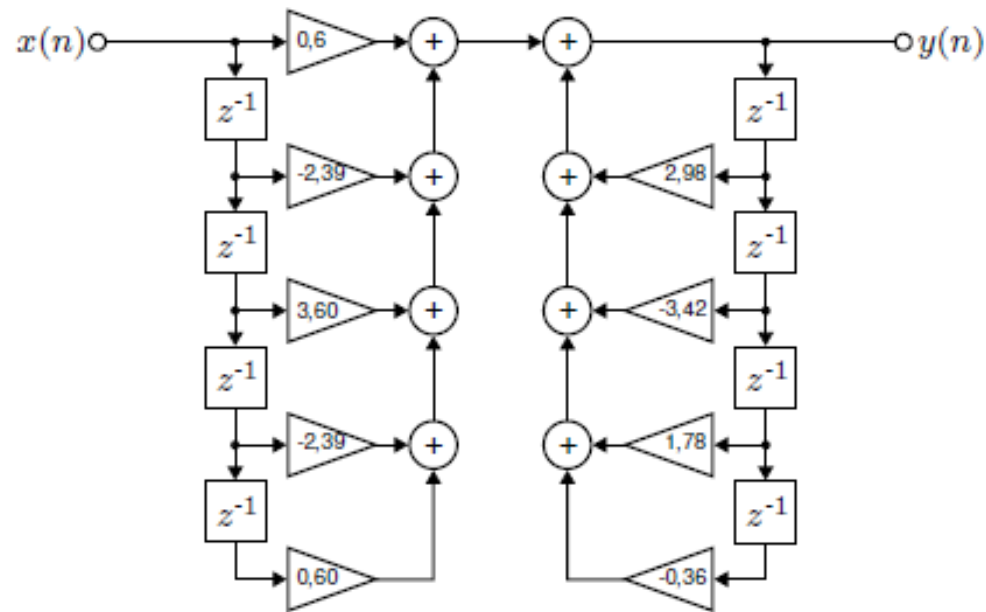 x(n) 0,6 + + y(n)
z⁻¹ z⁻¹
-2,39 + + 2,98
z⁻¹ z⁻¹
3,60 + + -3,42
z⁻¹ z⁻¹
-2,39 + + 1,78
z⁻¹ z⁻¹
0,60 -0,36